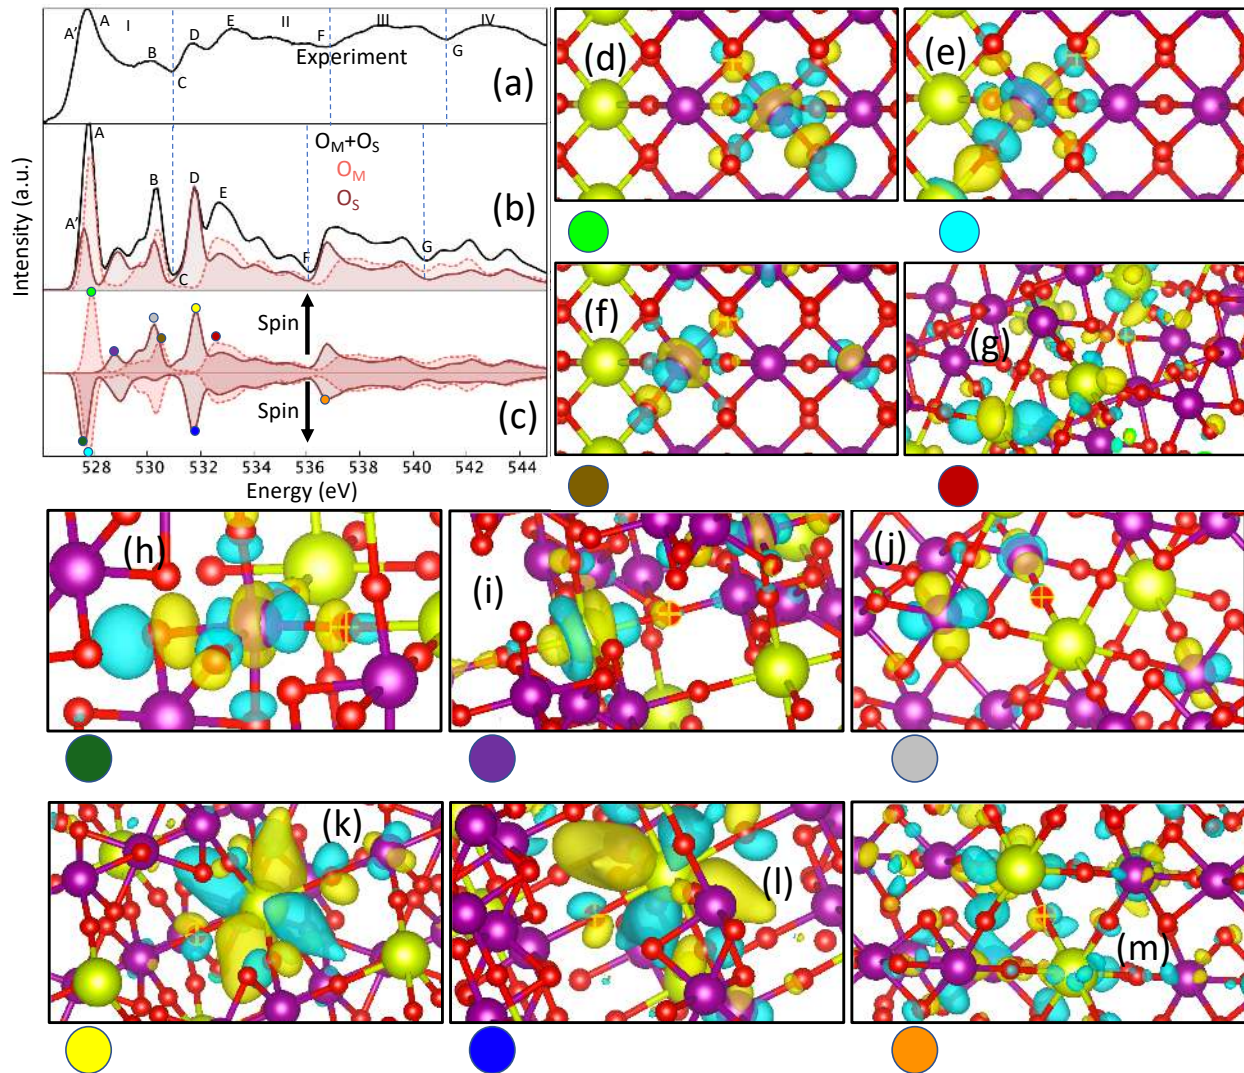 A' A I B C D E II F III G IV
Experiment
(a)
A
A'
B
C
D
E
F
G
O_M+O_S
O_M
O_S
(b)
Spin
Spin
(c)
Intensity (a.u.)
528 530 532 534 536 538 540 542 544
Energy (eV)
(d)
(e)
(f)
(g)
(h)
(i)
(j)
(k)
(l)
(m)